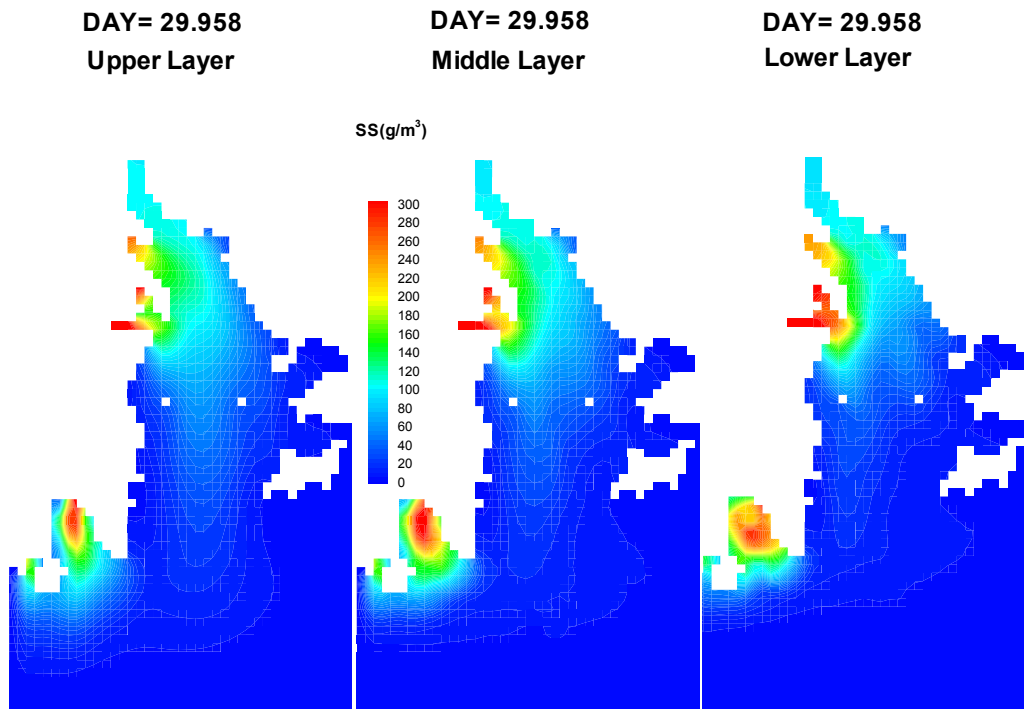 DAY= 29.958
Upper Layer
DAY= 29.958
Middle Layer
DAY= 29.958
Lower Layer
SS(g/m³)
300
280
260
240
220
200
180
160
140
120
100
80
60
40
20
0